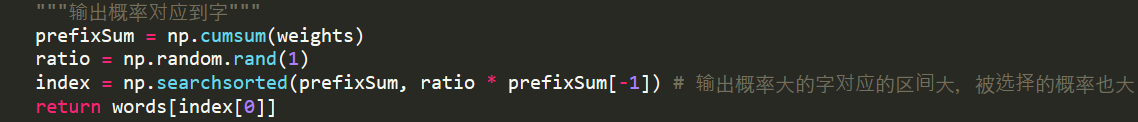 """输出概率对应到字"""
prefixSum = np.cumsum(weights)
ratio = np.random.rand(1)
index = np.searchsorted(prefixSum, ratio * prefixSum[-1]) # 输出概率大的字对应的区间大，被选择的概率也大
return words[index[0]]